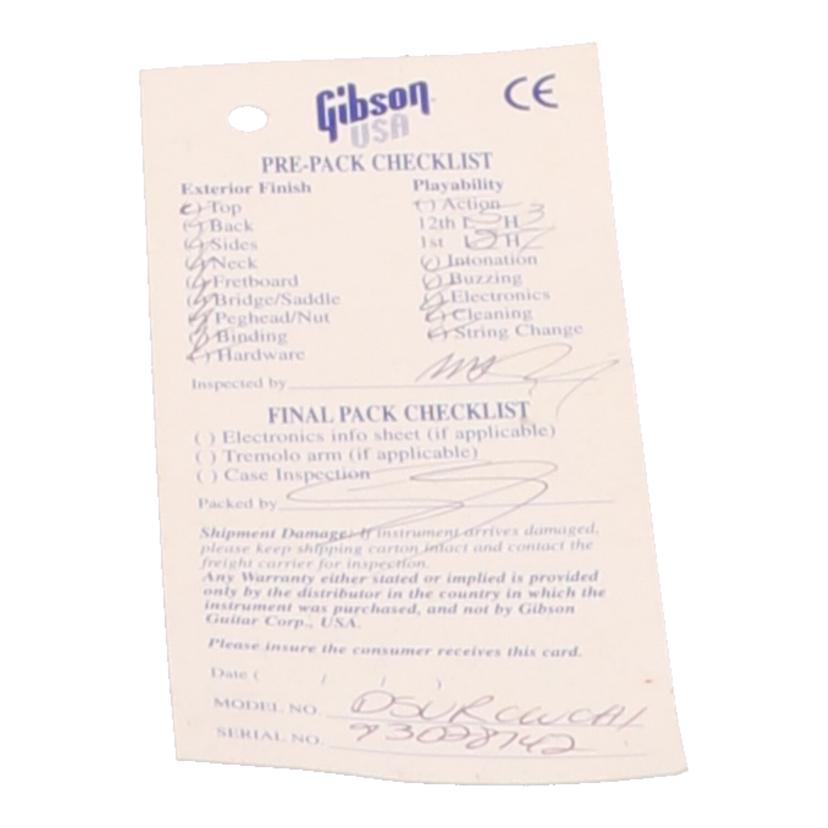 Gibson
USA
CE
PRE-PACK CHECKLIST
Exterior Finish
( ) Top
( ) Back
( ) Sides
( ) Neck
( ) Fretboard
( ) Bridge/Saddle
( ) Peghead/Nut
( ) Binding
( ) Hardware
Playability
( ) Action
12th L 5 H 3
1st L 2 H
( ) Intonation
( ) Buzzing
( ) Electronics
( ) Cleaning
( ) String Change
Inspected by
FINAL PACK CHECKLIST
( ) Electronics info sheet (if applicable)
( ) Tremolo arm (if applicable)
( ) Case Inspection
Packed by
Shipment Damage: If instrument arrives damaged,
please keep shipping carton intact and contact the
freight carrier for inspection.
Any Warranty either stated or implied is provided
only by the distributor in the country in which the
instrument was purchased, and not by Gibson
Guitar Corp., USA.
Please insure the consumer receives this card.
Date ( / / )
MODEL NO. DSVRCWCH1
SERIAL NO. 93028742